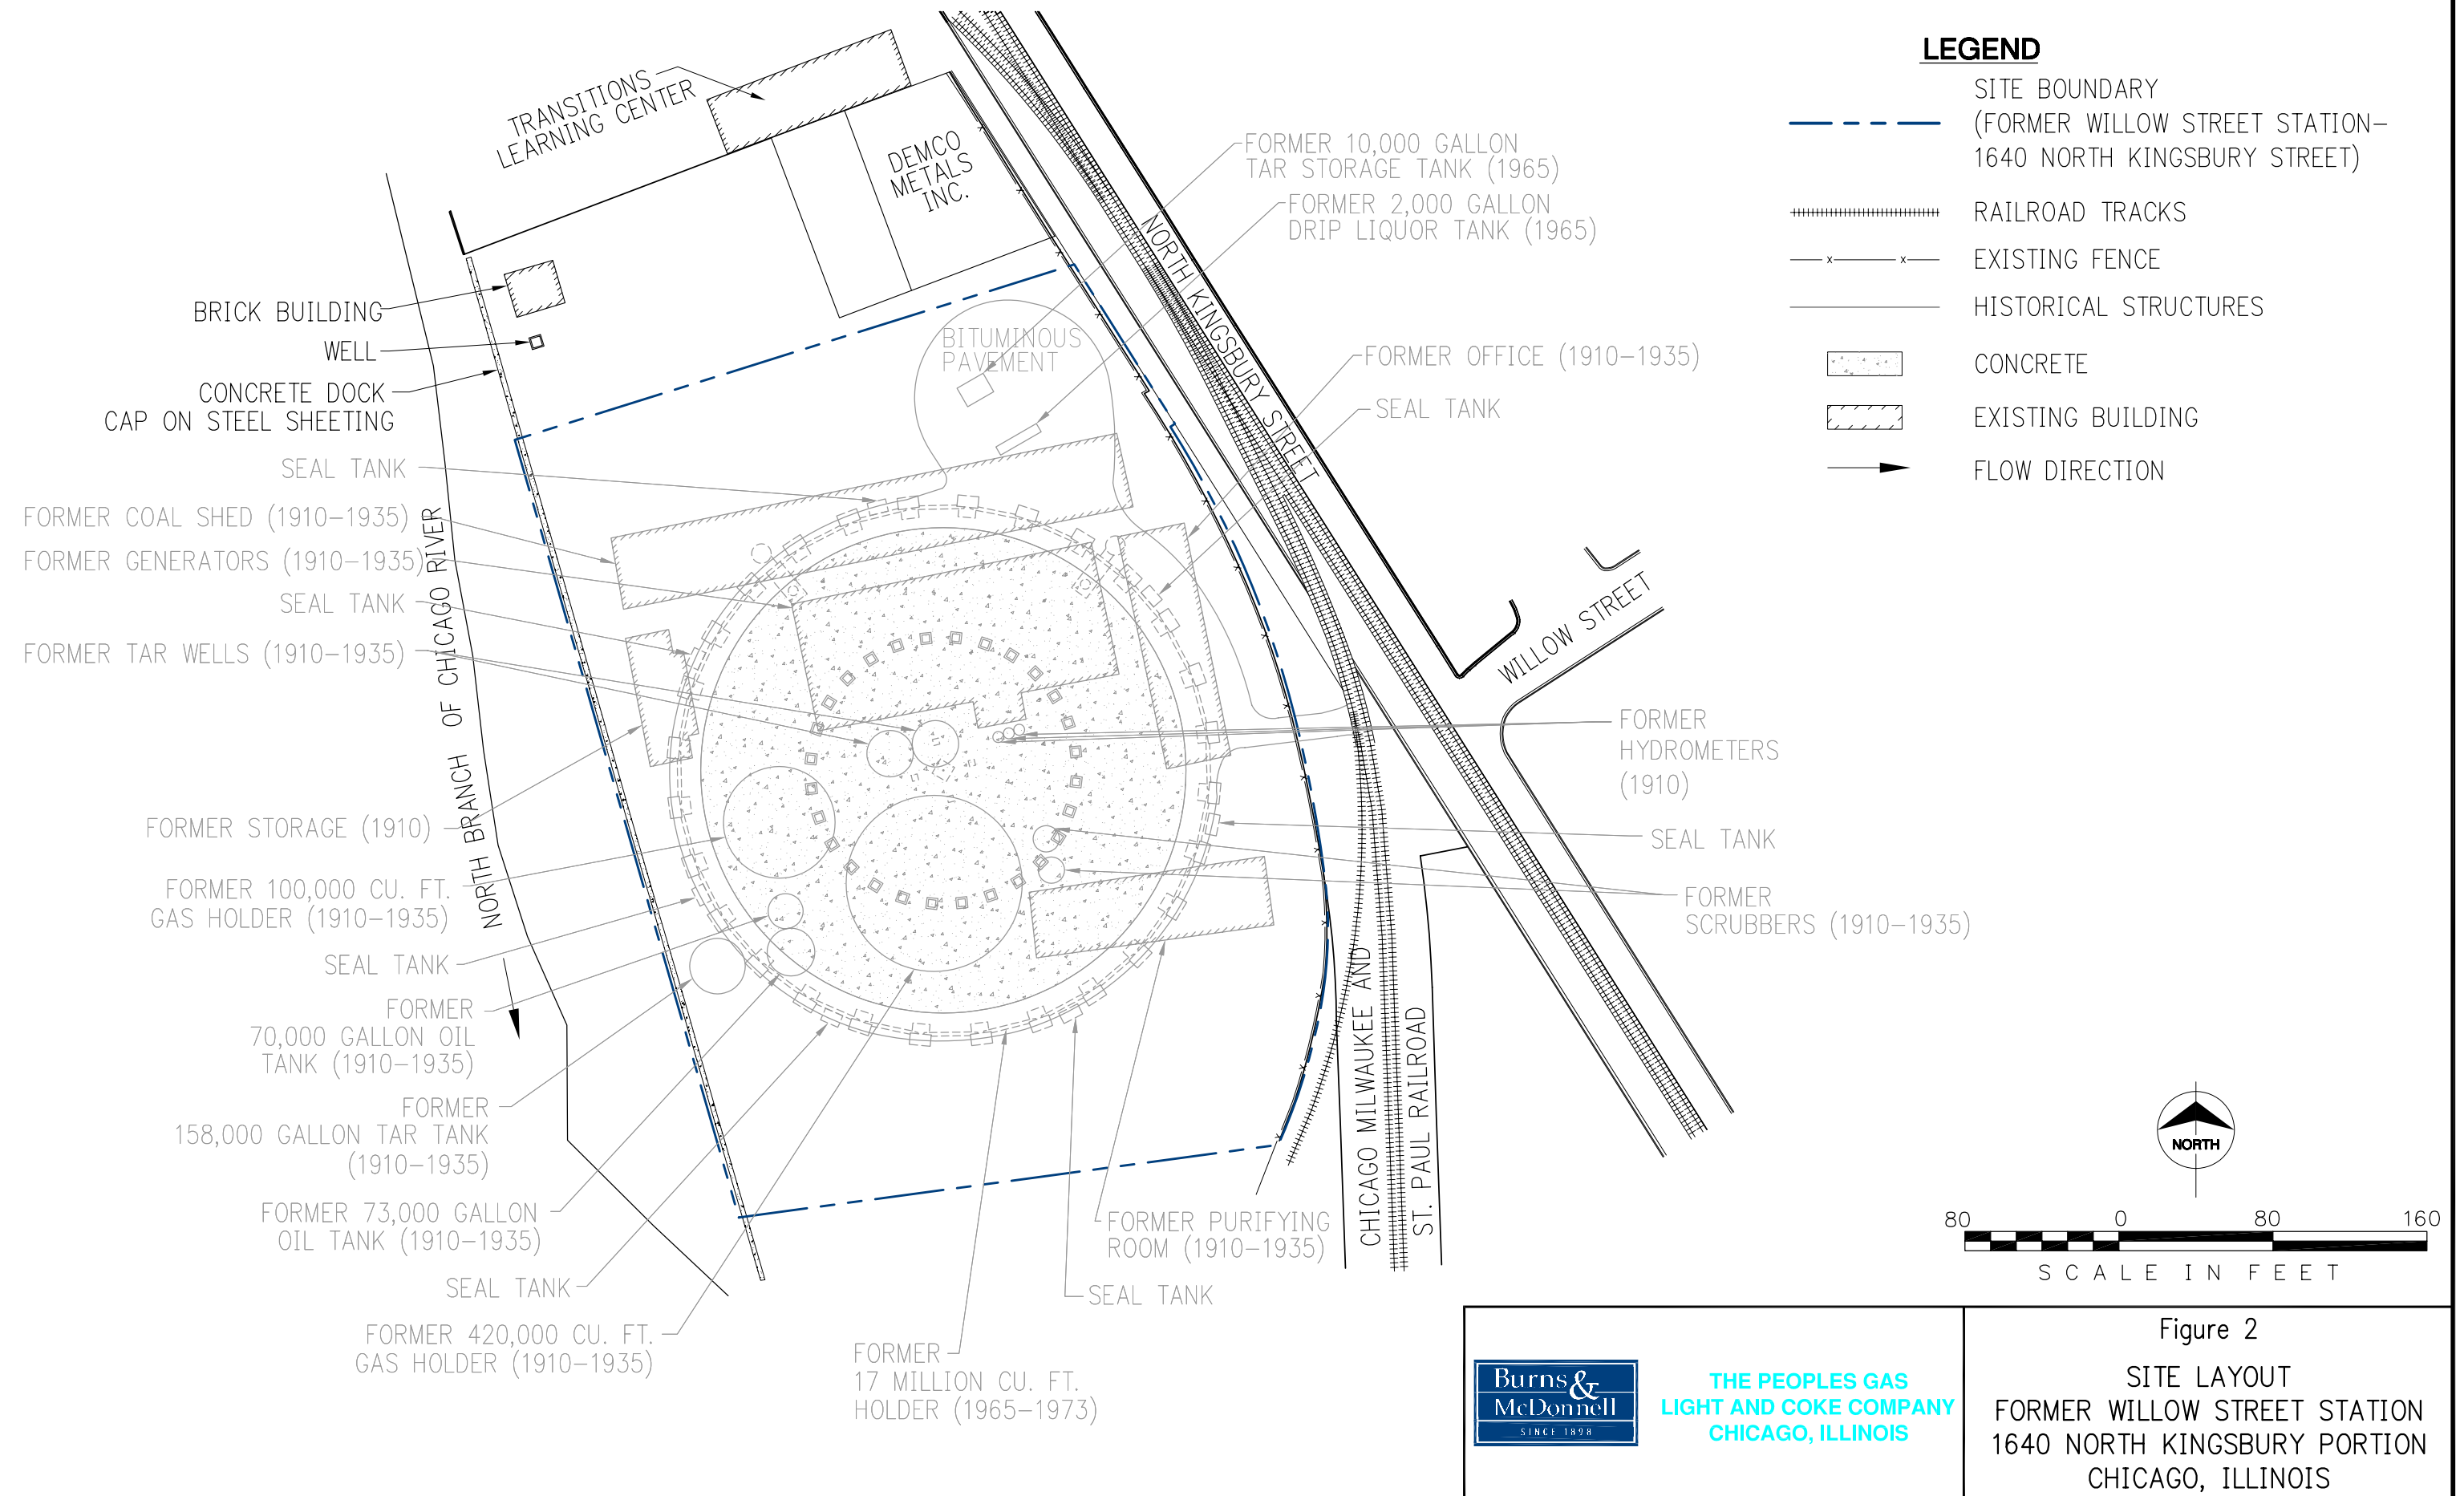 LEGEND
SITE BOUNDARY
(FORMER WILLOW STREET STATION-
1640 NORTH KINGSBURY STREET)
RAILROAD TRACKS
EXISTING FENCE
HISTORICAL STRUCTURES
CONCRETE
EXISTING BUILDING
FLOW DIRECTION
TRANSITIONS
LEARNING CENTER
DEMCO
METALS
INC.
FORMER 10,000 GALLON
TAR STORAGE TANK (1965)
FORMER 2,000 GALLON
DRIP LIQUOR TANK (1965)
NORTH KINGSBURY STREET
BRICK BUILDING
WELL
CONCRETE DOCK
CAP ON STEEL SHEETING
BITUMINOUS
PAVEMENT
FORMER OFFICE (1910-1935)
SEAL TANK
SEAL TANK
FORMER COAL SHED (1910-1935)
FORMER GENERATORS (1910-1935)
SEAL TANK
FORMER TAR WELLS (1910-1935)
NORTH BRANCH OF CHICAGO RIVER
WILLOW STREET
FORMER
HYDROMETERS
(1910)
FORMER STORAGE (1910)
SEAL TANK
FORMER 100,000 CU. FT.
GAS HOLDER (1910-1935)
FORMER
SCRUBBERS (1910-1935)
SEAL TANK
FORMER
70,000 GALLON OIL
TANK (1910-1935)
FORMER
158,000 GALLON TAR TANK
(1910-1935)
FORMER 73,000 GALLON
OIL TANK (1910-1935)
SEAL TANK
FORMER 420,000 CU. FT.
GAS HOLDER (1910-1935)
FORMER
17 MILLION CU. FT.
HOLDER (1965-1973)
SEAL TANK
FORMER PURIFYING
ROOM (1910-1935)
CHICAGO MILWAUKEE AND
ST. PAUL RAILROAD
NORTH
80 0 80 160
SCALE IN FEET
Burns &
McDonnell
SINCE 1898
THE PEOPLES GAS
LIGHT AND COKE COMPANY
CHICAGO, ILLINOIS
Figure 2
SITE LAYOUT
FORMER WILLOW STREET STATION
1640 NORTH KINGSBURY PORTION
CHICAGO, ILLINOIS